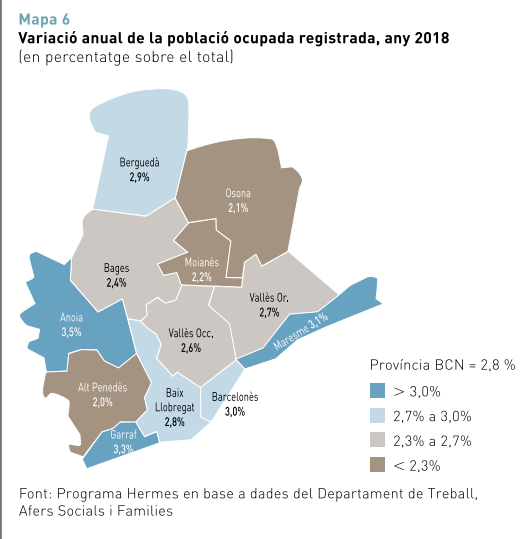 Mapa 6
Variació anual de la població ocupada registrada, any 2018
(en percentatge sobre el total)
Berguedà
2,9%
Osona
2,1%
Moianès
2,2%
Bages
2,4%
Vallès Or.
2,7%
Anoia
3,5%
Maresme 3,1%
Vallès Occ.
2,6%
Alt Penedès
2,0%
Baix
Llobregat
2,8%
Barcelonès
3,0%
Garraf
3,3%
Província BCN = 2,8 %
> 3,0%
2,7% a 3,0%
2,3% a 2,7%
< 2,3%
Font: Programa Hermes en base a dades del Departament de Treball,
Afers Socials i Families